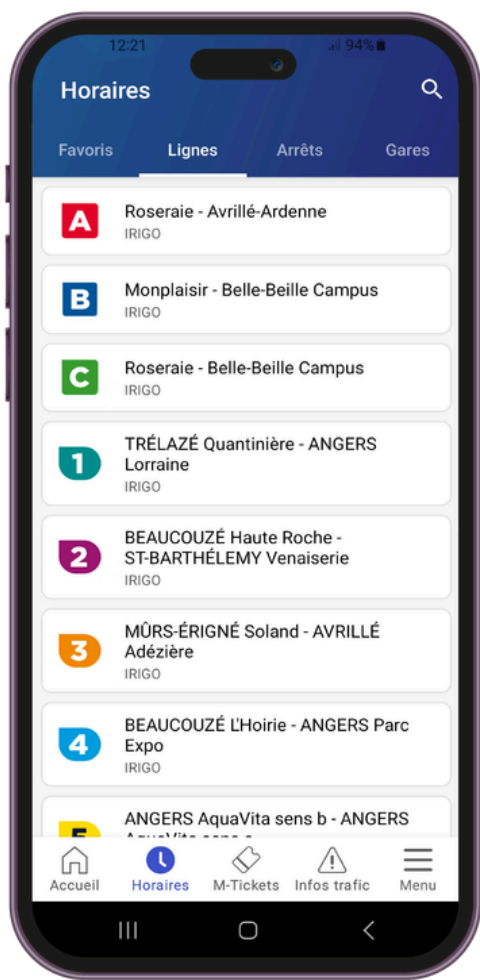 12:21
94%
Horaires
Favoris Lignes Arrêts Gares
A
Roseraie - Avrillé-Ardenne
IRIGO
B
Monplaisir - Belle-Beille Campus
IRIGO
C
Roseraie - Belle-Beille Campus
IRIGO
1
TRÉLAZÉ Quantinière - ANGERS
Lorraine
IRIGO
2
BEAUCOUZÉ Haute Roche -
ST-BARTHÉLEMY Venaiserie
IRIGO
3
MÛRS-ÉRIGNÉ Soland - AVRILLÉ
Adézière
IRIGO
4
BEAUCOUZÉ L'Hoirie - ANGERS Parc
Expo
IRIGO
5
ANGERS AquaVita sens b - ANGERS
Accueil Horaires M-Tickets Infos trafic Menu